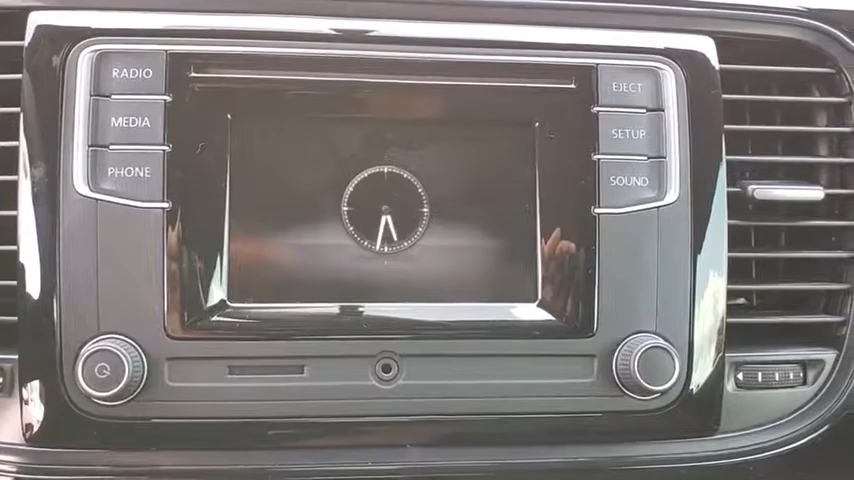 RADIO
MEDIA
PHONE
EJECT
SETUP
SOUND